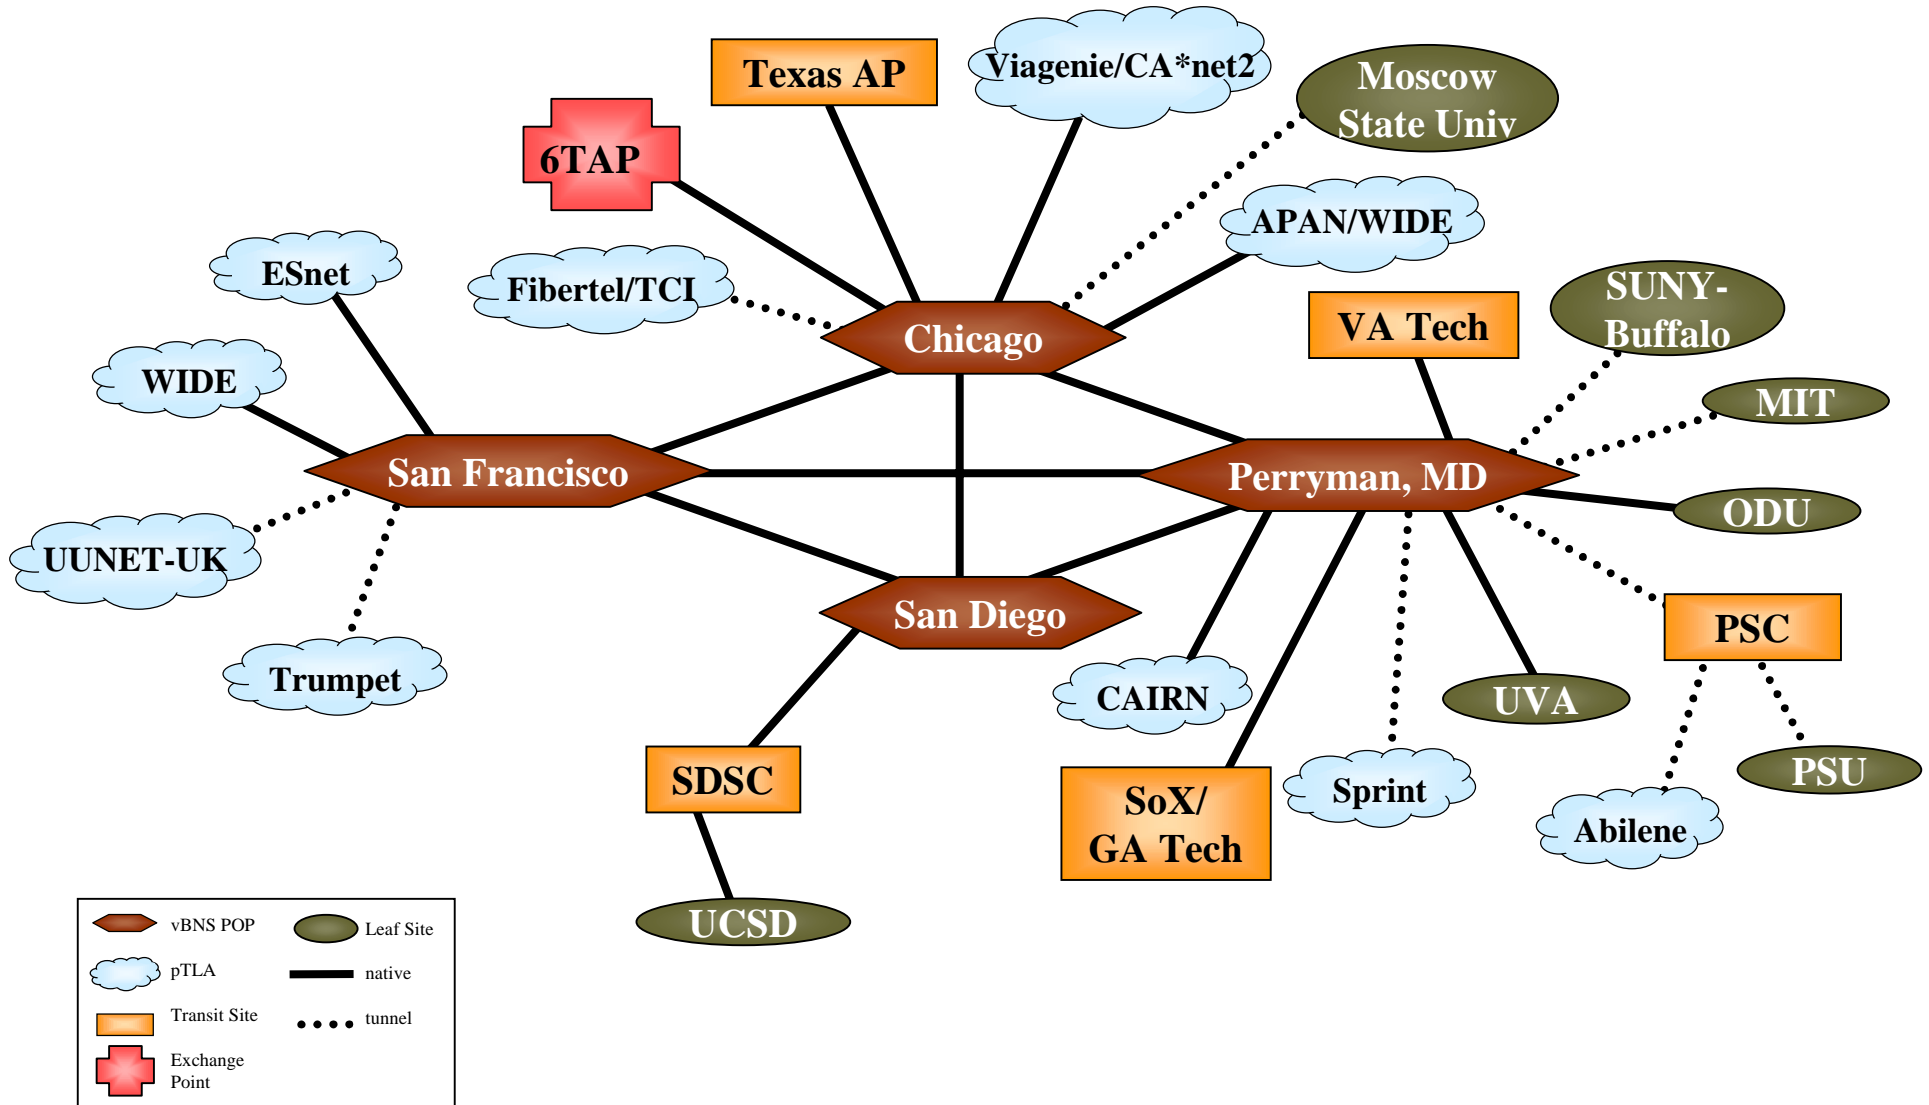 Texas AP
Viagenie/CA*net2
Moscow
State Univ
6TAP
APAN/WIDE
ESnet
Fibertel/TCI
SUNY-
Buffalo
Chicago
VA Tech
WIDE
MIT
San Francisco
Perryman, MD
ODU
UUNET-UK
San Diego
PSC
Trumpet
CAIRN
UVA
SDSC
SoX/
GA Tech
Sprint
PSU
Abilene
UCSD
vBNS POP
Leaf Site
pTLA
native
Transit Site
tunnel
Exchange
Point